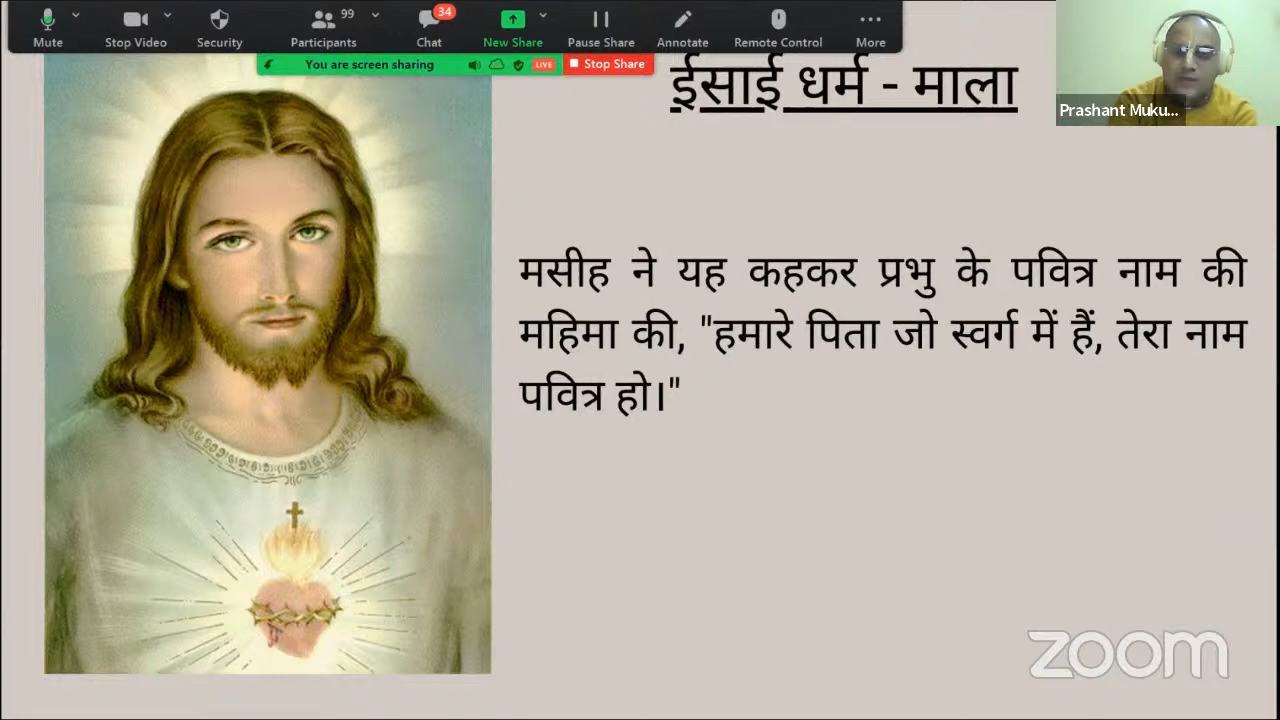 99
34
Mute
Stop Video
Security
Participants
Chat
New Share
Pause Share
Annotate
Remote Control
More
You are screen sharing
LIVE
Stop Share
Prashant Muku...
ईसाई धर्म - माला
मसीह ने यह कहकर प्रभु के पवित्र नाम की
महिमा की, "हमारे पिता जो स्वर्ग में हैं, तेरा नाम
पवित्र हो।"
zoom